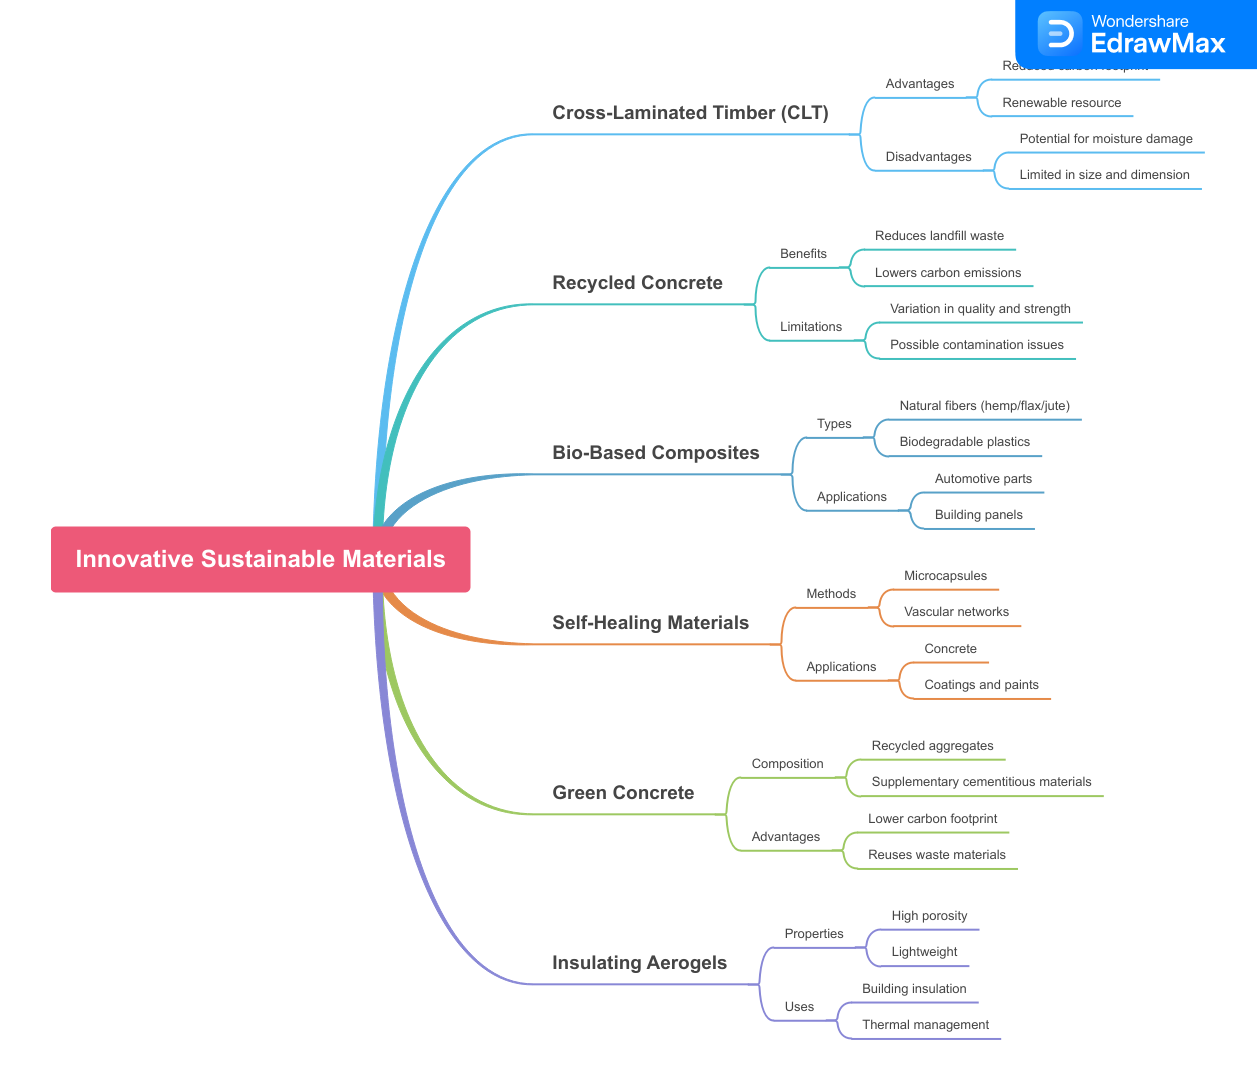 Wondershare
EdrawMax
Reduced carbon footprint
Advantages
Renewable resource
Cross-Laminated Timber (CLT)
Potential for moisture damage
Disadvantages
Limited in size and dimension
Reduces landfill waste
Benefits
Lowers carbon emissions
Recycled Concrete
Variation in quality and strength
Limitations
Possible contamination issues
Natural fibers (hemp/flax/jute)
Types
Biodegradable plastics
Bio-Based Composites
Automotive parts
Applications
Building panels
Innovative Sustainable Materials
Microcapsules
Methods
Vascular networks
Self-Healing Materials
Concrete
Applications
Coatings and paints
Recycled aggregates
Composition
Supplementary cementitious materials
Green Concrete
Lower carbon footprint
Advantages
Reuses waste materials
High porosity
Properties
Lightweight
Insulating Aerogels
Building insulation
Uses
Thermal management